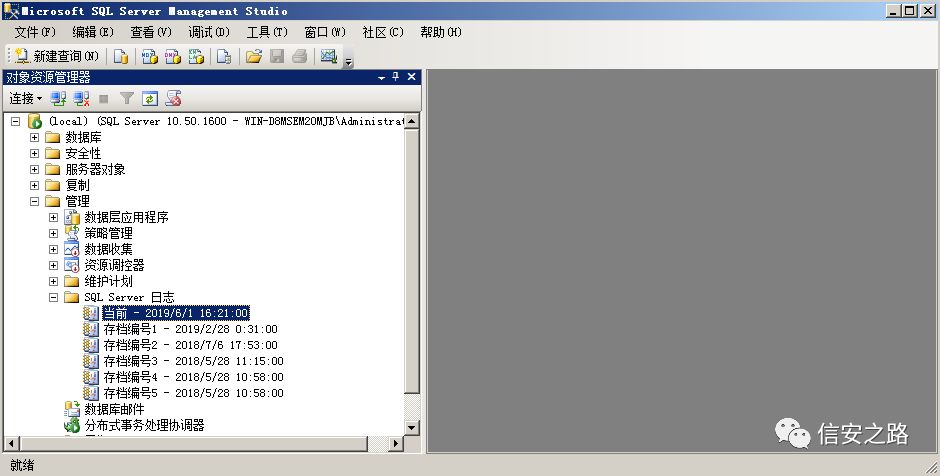 Microsoft SQL Server Management Studio
文件(F) 编辑(E) 查看(V) 调试(D) 工具(T) 窗口(W) 社区(C) 帮助(H)
新建查询(N)
对象资源管理器
连接
(local) (SQL Server 10.50.1600 - WIN-D8MSEM20MJB\Administrat
数据库
安全性
服务器对象
复制
管理
数据层应用程序
策略管理
数据收集
资源调控器
维护计划
SQL Server 日志
当前 - 2019/6/1 16:21:00
存档编号1 - 2019/2/28 0:31:00
存档编号2 - 2018/7/6 17:53:00
存档编号3 - 2018/5/28 11:15:00
存档编号4 - 2018/5/28 10:58:00
存档编号5 - 2018/5/28 10:58:00
数据库邮件
分布式事务处理协调器
信安之路
就绪